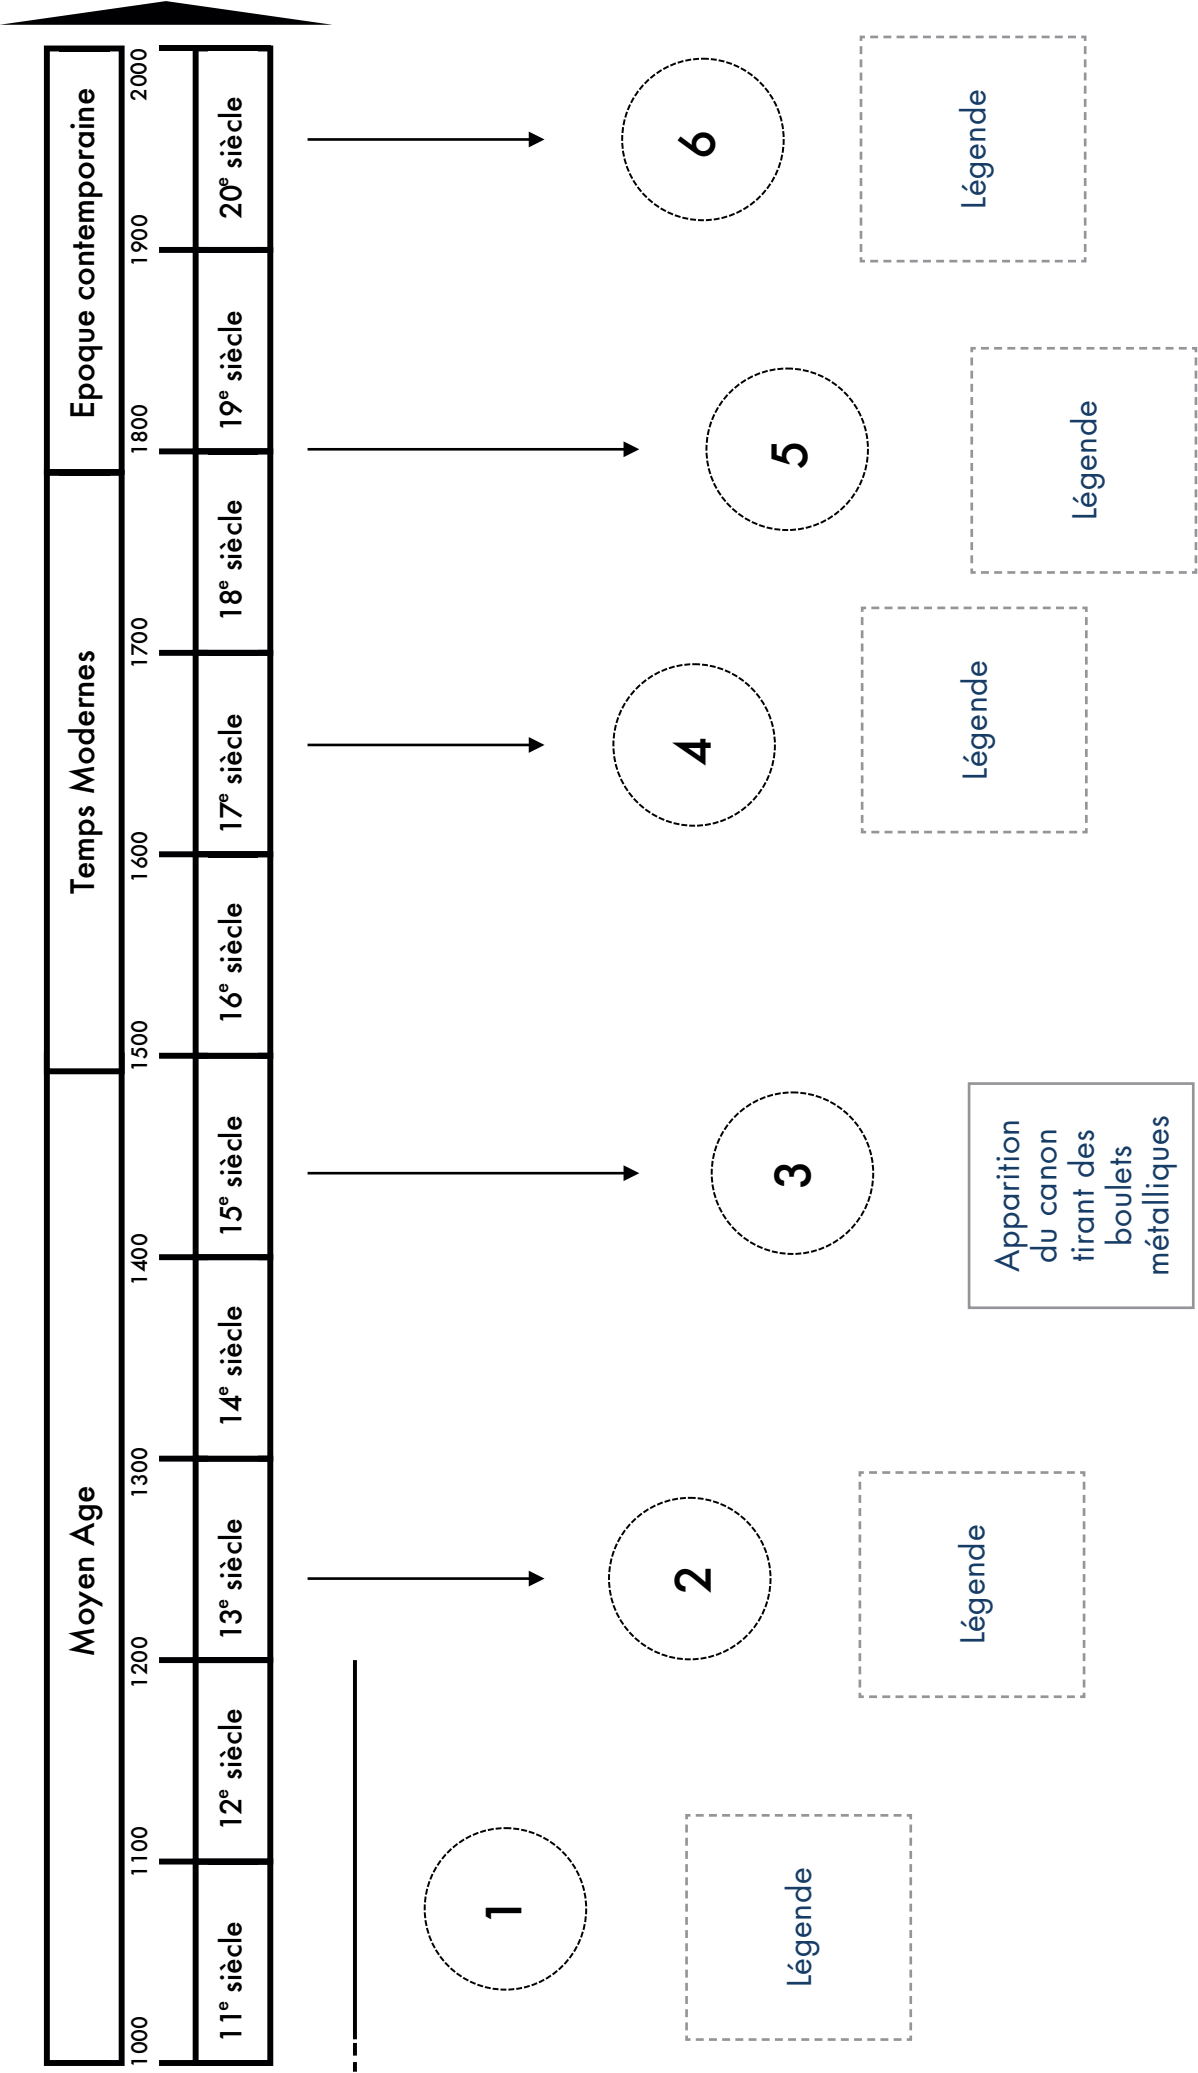 Moyen Age
Temps Modernes
Epoque contemporaine
1000
1100
1200
1300
1400
1500
1600
1700
1800
1900
2000
11e siècle
12e siècle
13e siècle
14e siècle
15e siècle
16e siècle
17e siècle
18e siècle
19e siècle
20e siècle
1
Légende
2
Légende
3
Apparition
du canon
tirant des
boulets
métalliques
4
Légende
5
Légende
6
Légende